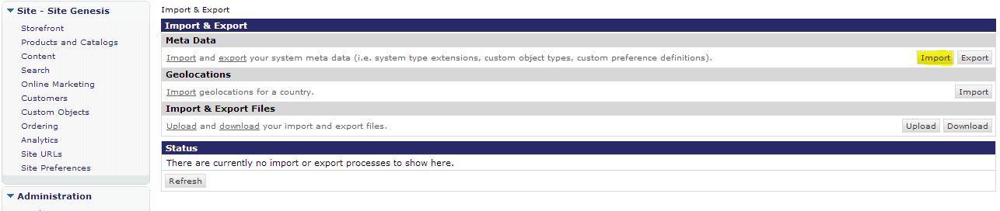 Site - Site Genesis
Storefront
Products and Catalogs
Content
Search
Online Marketing
Customers
Custom Objects
Ordering
Analytics
Site URLs
Site Preferences
Administration
Import & Export
Import & Export
Meta Data
Import and export your system meta data (i.e. system type extensions, custom object types, custom preference definitions). Import Export
Geolocations
Import geolocations for a country. Import
Import & Export Files
Upload and download your import and export files. Upload Download
Status
There are currently no import or export processes to show here.
Refresh